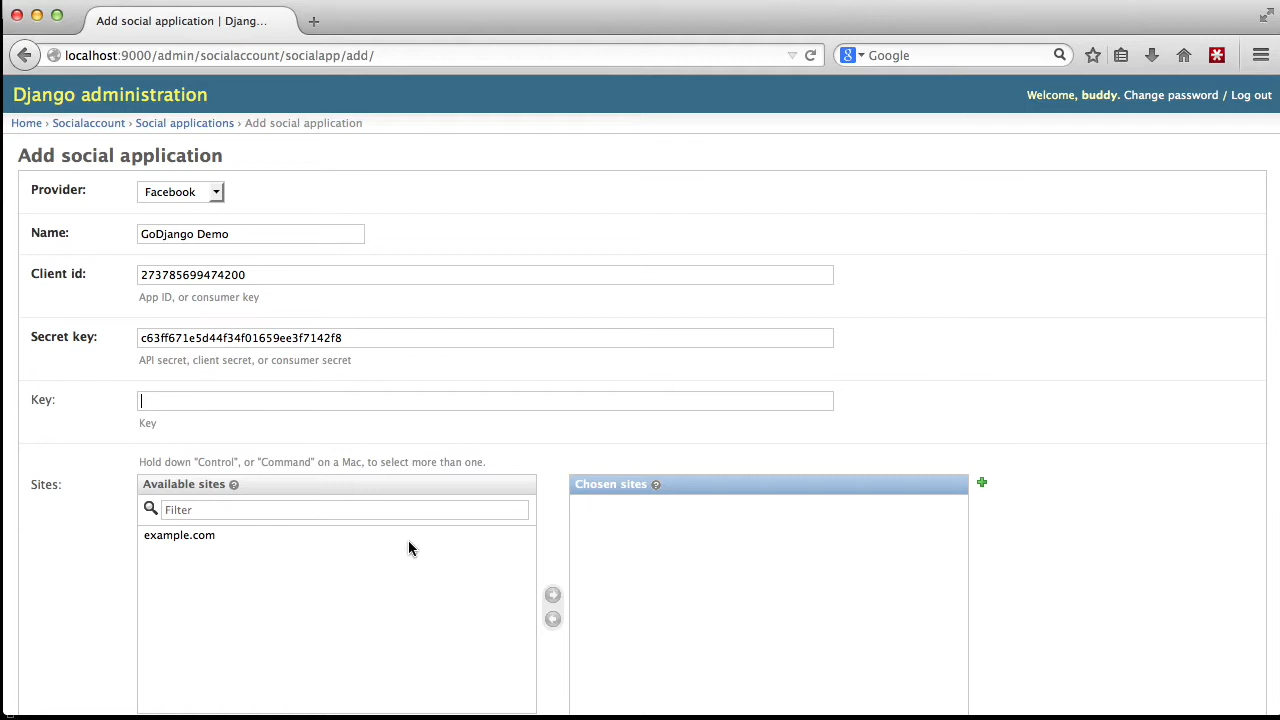 Add social application | Djang...
localhost:9000/admin/socialaccount/socialapp/add/
Google
Django administration
Welcome, buddy. Change password / Log out
Home › Socialaccount › Social applications › Add social application
Add social application
Provider:
Facebook
Name:
GoDjango Demo
Client id:
273785699474200
App ID, or consumer key
Secret key:
c63ff671e5d44f34f01659ee3f7142f8
API secret, client secret, or consumer secret
Key:
Key
Hold down "Control", or "Command" on a Mac, to select more than one.
Sites:
Available sites
Chosen sites
Filter
example.com